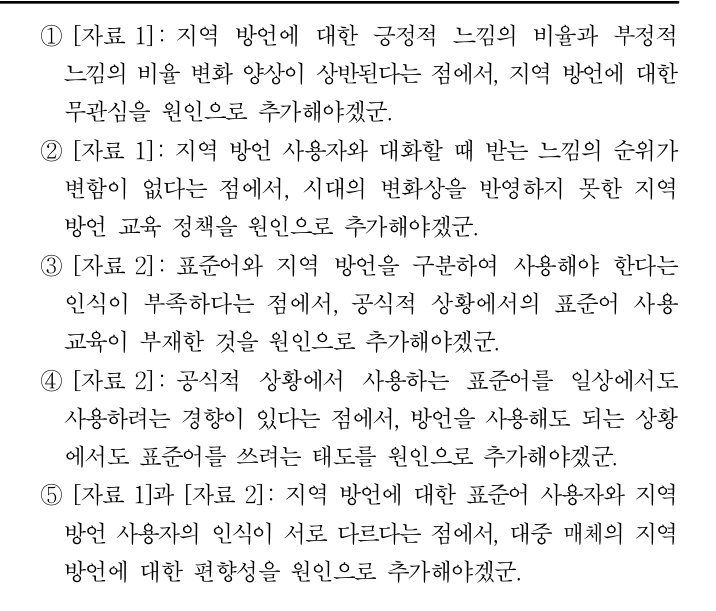 ① [자료 1]: 지역 방언에 대한 긍정적 느낌의 비율과 부정적
느낌의 비율 변화 양상이 상반된다는 점에서, 지역 방언에 대한
무관심을 원인으로 추가해야겠군.
② [자료 1]: 지역 방언 사용자와 대화할 때 받는 느낌의 순위가
변함이 없다는 점에서, 시대의 변화상을 반영하지 못한 지역
방언 교육 정책을 원인으로 추가해야겠군.
③ [자료 2]: 표준어와 지역 방언을 구분하여 사용해야 한다는
인식이 부족하다는 점에서, 공식적 상황에서의 표준어 사용
교육이 부재한 것을 원인으로 추가해야겠군.
④ [자료 2]: 공식적 상황에서 사용하는 표준어를 일상에서도
사용하려는 경향이 있다는 점에서, 방언을 사용해도 되는 상황
에서도 표준어를 쓰려는 태도를 원인으로 추가해야겠군.
⑤ [자료 1]과 [자료 2]: 지역 방언에 대한 표준어 사용자와 지역
방언 사용자의 인식이 서로 다르다는 점에서, 대중 매체의 지역
방언에 대한 편향성을 원인으로 추가해야겠군.